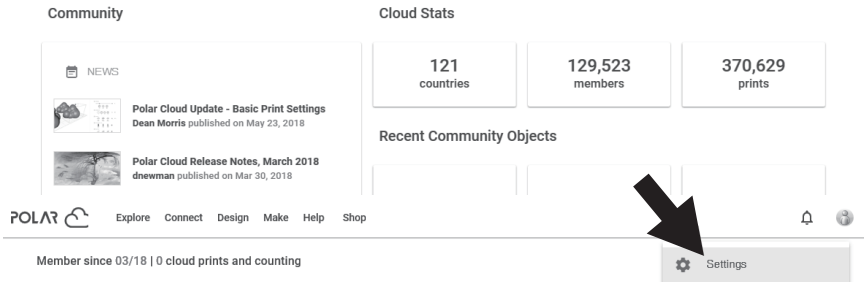 Community
Cloud Stats
NEWS
Polar Cloud Update - Basic Print Settings
Dean Morris published on May 23, 2018
Polar Cloud Release Notes, March 2018
dnewman published on Mar 30, 2018
121
countries
129,523
members
370,629
prints
Recent Community Objects
POLAR Explore Connect Design Make Help Shop
Member since 03/18 | 0 cloud prints and counting
Settings